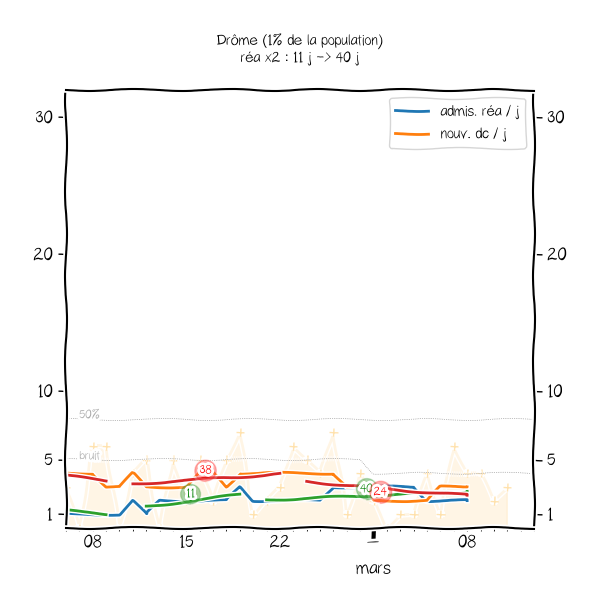 Drôme (1% de la population)
réa x2 : 11 j -> 40 j
admis. réa / j
nouv. dc / j
30 30
20 20
10 10
50%
5 bruit 5
38
11 40 24
1 1
08 15 22 1 08
mars